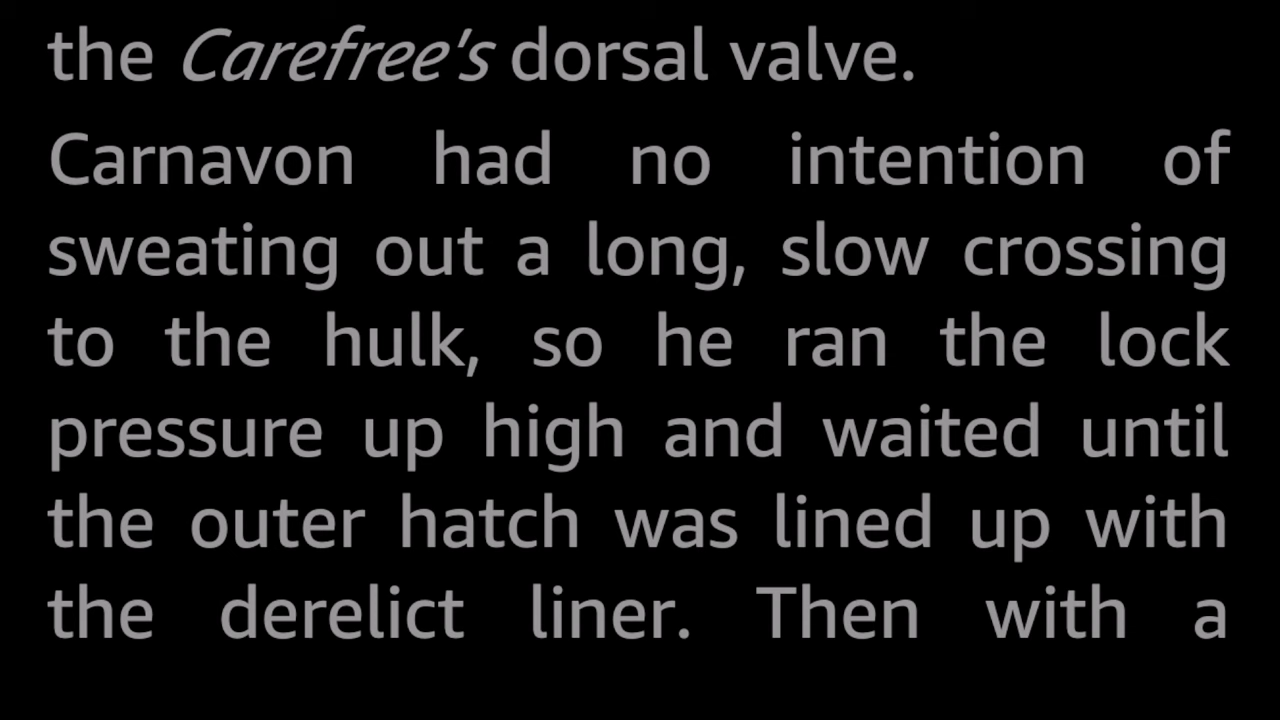 the Carefree's dorsal valve.
Carnavon had no intention of
sweating out a long, slow crossing
to the hulk, so he ran the lock
pressure up high and waited until
the outer hatch was lined up with
the derelict liner. Then with a